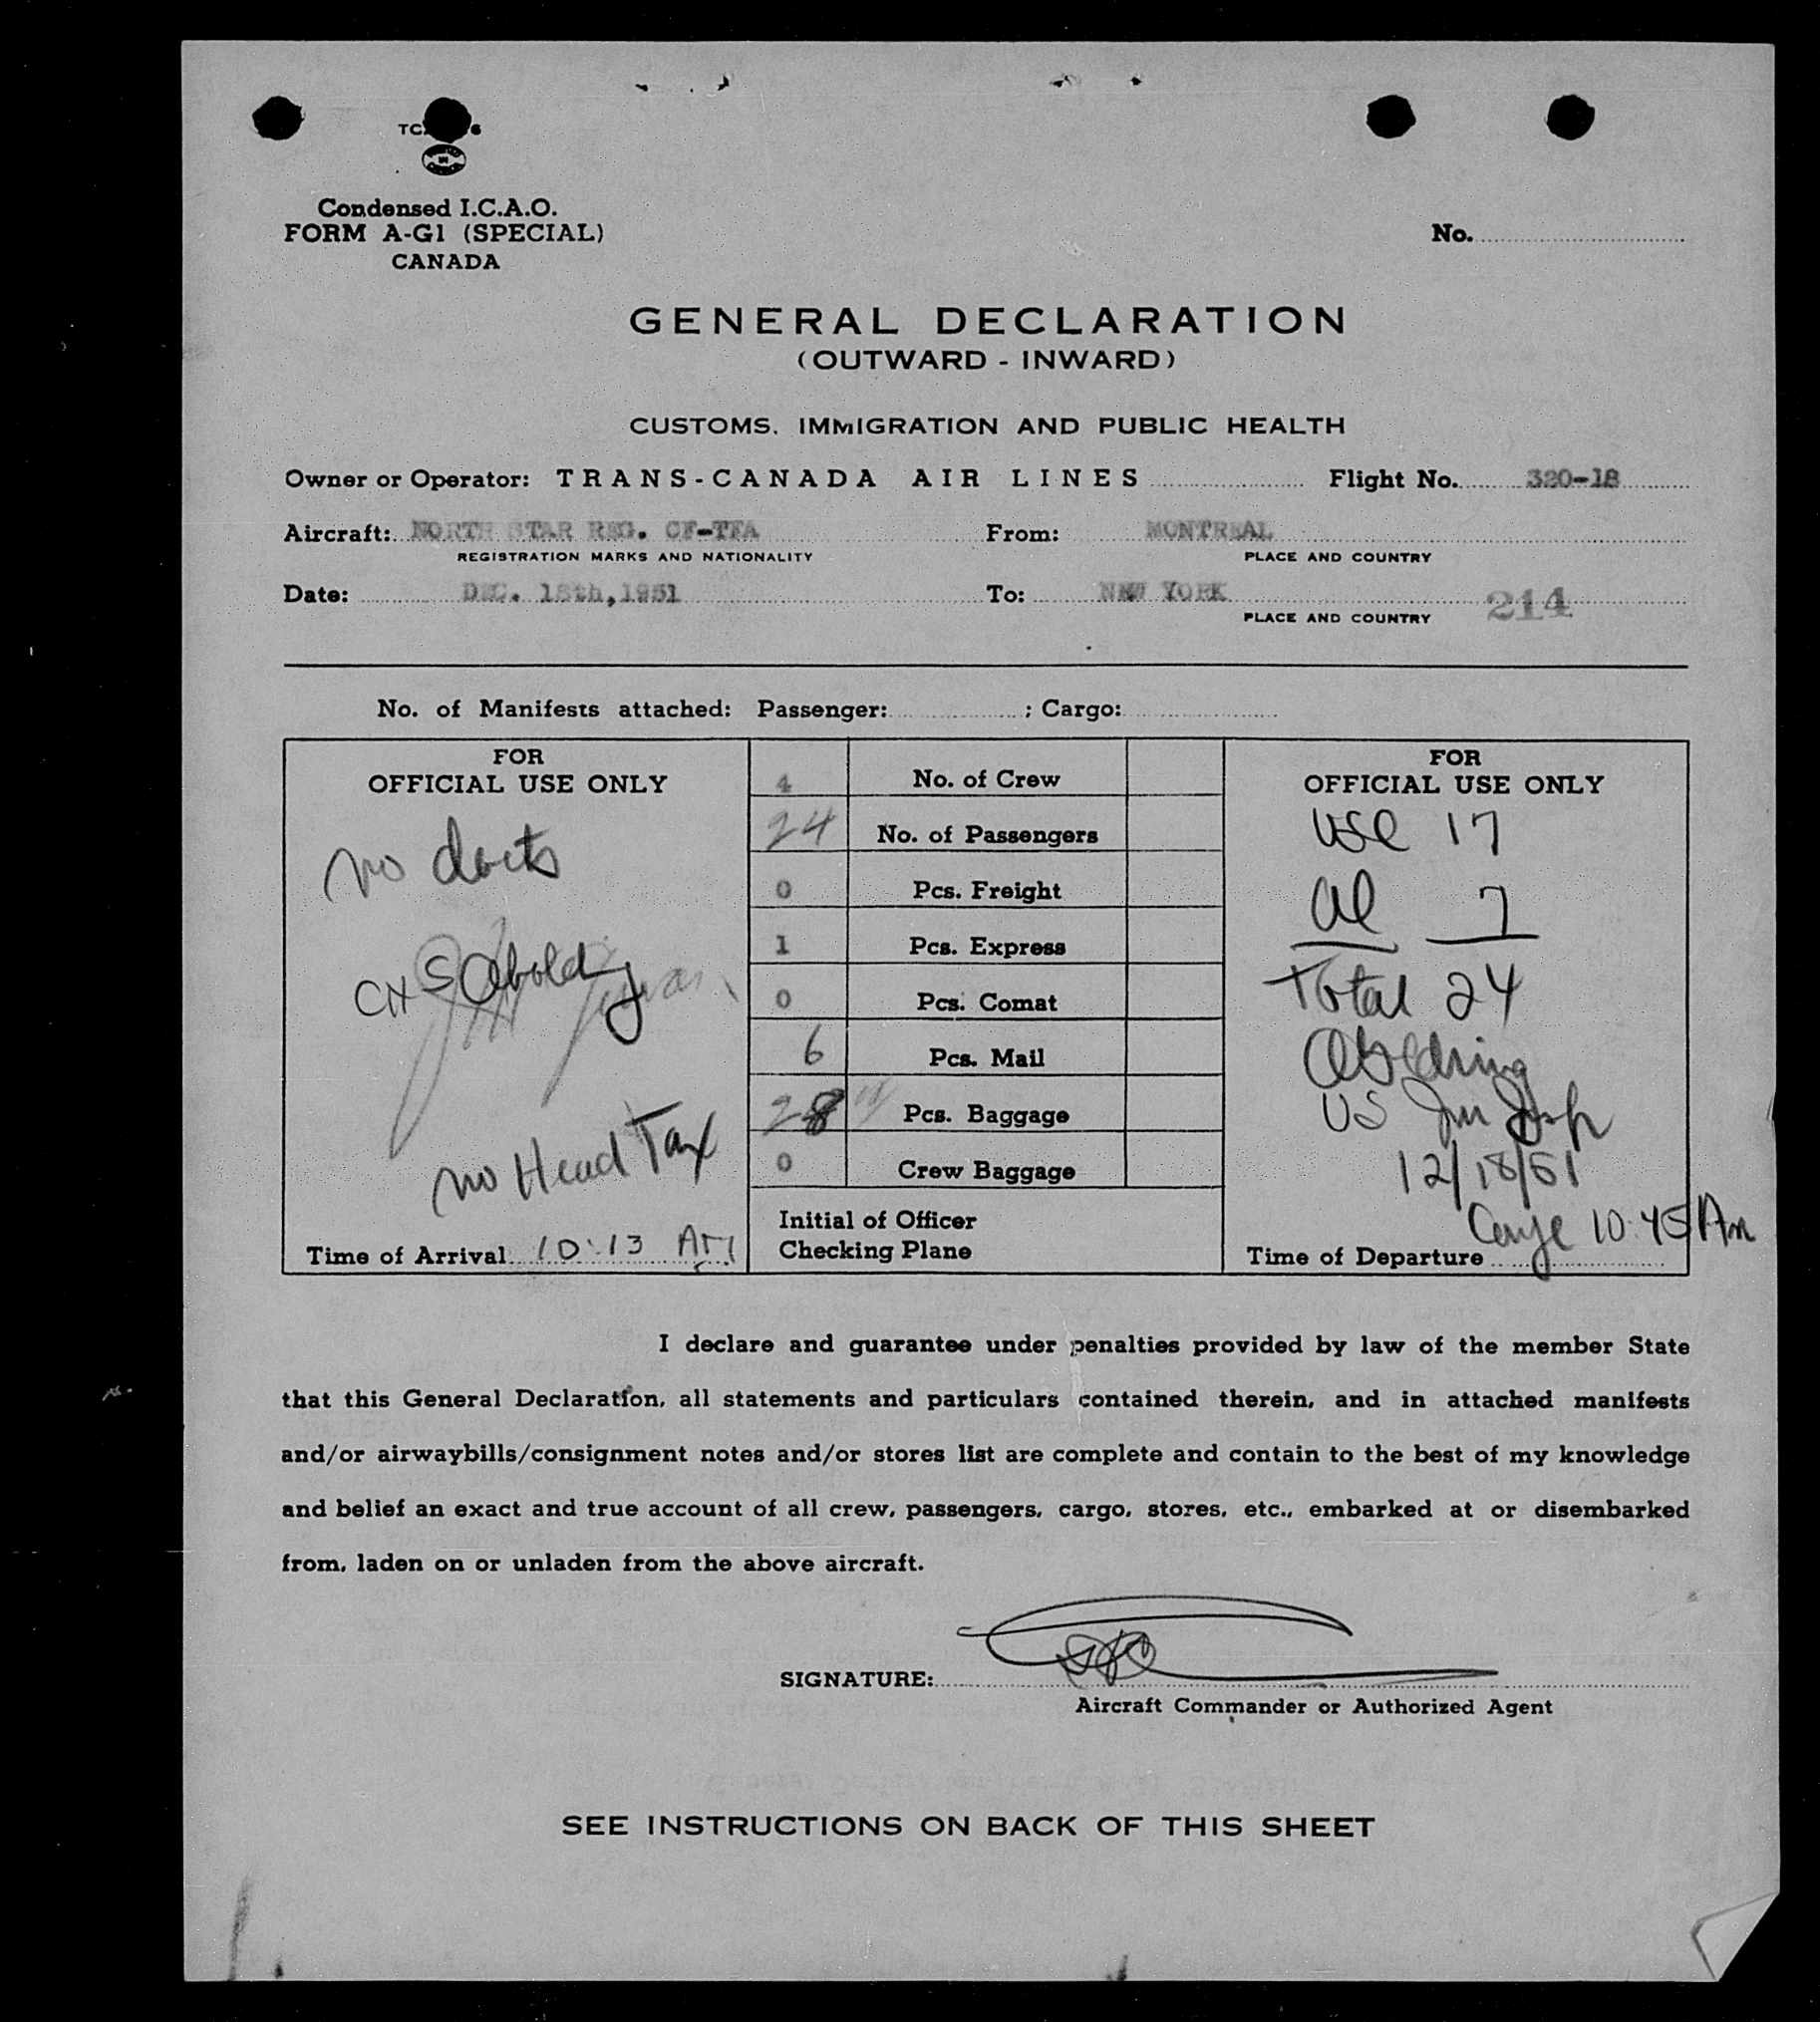 Condensed I.C.A.O.
FORM A-G1 (SPECIAL)
CANADA
No.
GENERAL DECLARATION
(OUTWARD - INWARD)
CUSTOMS, IMMIGRATION AND PUBLIC HEALTH
Owner or Operator: TRANS-CANADA AIR LINES Flight No. 320-18
Aircraft: NORTH STAR REG. CF-TFA From: MONTREAL
REGISTRATION MARKS AND NATIONALITY PLACE AND COUNTRY
Date: DEC. 18th,1951 To: NEW YORK 214
PLACE AND COUNTRY
No. of Manifests attached: Passenger: ; Cargo:
FOR
OFFICIAL USE ONLY
no docts
no Head Tax
Time of Arrival 10:13 AM
4 No. of Crew
24 No. of Passengers
0 Pcs. Freight
1 Pcs. Express
0 Pcs. Comat
6 Pcs. Mail
28 Pcs. Baggage
0 Crew Baggage
Initial of Officer
Checking Plane
FOR
OFFICIAL USE ONLY
USC 17
al 7
Total 24
US Im Insp
12/18/51
10:45 Am
Time of Departure
I declare and guarantee under penalties provided by law of the member State
that this General Declaration, all statements and particulars contained therein, and in attached manifests
and/or airwaybills/consignment notes and/or stores list are complete and contain to the best of my knowledge
and belief an exact and true account of all crew, passengers, cargo, stores, etc., embarked at or disembarked
from, laden on or unladen from the above aircraft.
SIGNATURE:
Aircraft Commander or Authorized Agent
SEE INSTRUCTIONS ON BACK OF THIS SHEET